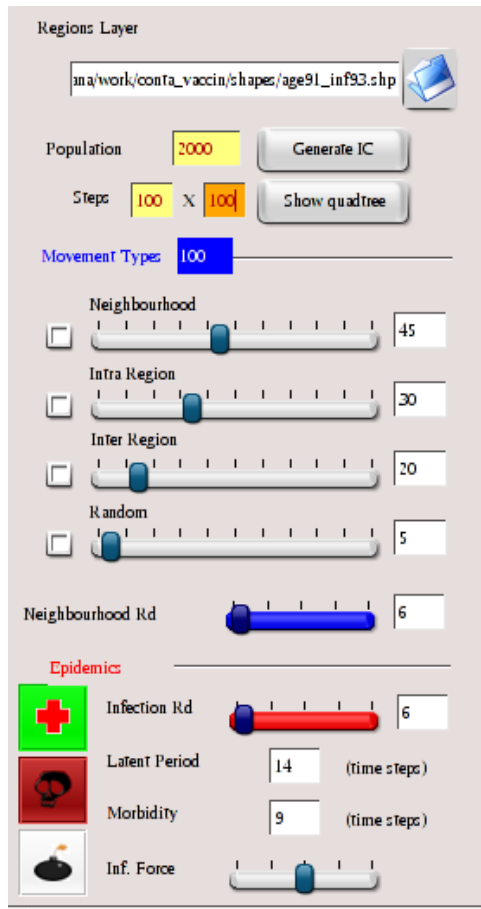 Regions Layer
ana/work/conta_vaccin/shapes/age91_inf93.shp
Population 2000 Generate IC
Steps 100 X 100 Show quadtree
Movement Types 100
Neighbourhood
45
Intra Region
30
Inter Region
20
Random
5
Neighbourhood Rd 6
Epidemics
Infection Rd 6
Latent Period 14 (time steps)
Morbidity 9 (time steps)
Inf. Force